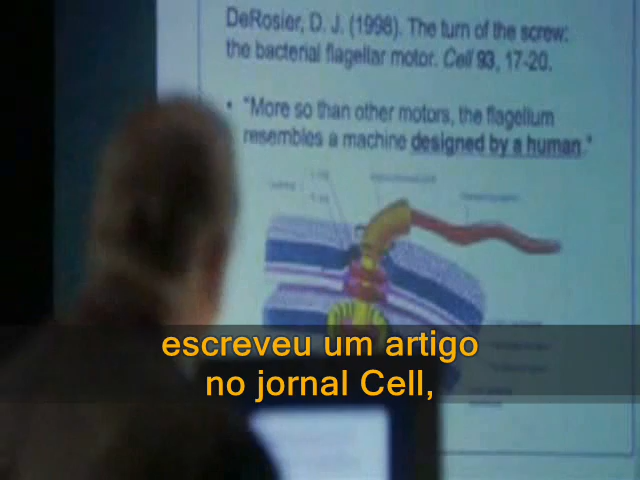 DeRosier, D. J. (1998). The turn of the screw:
the bacterial flagellar motor. Cell 93, 17-20.
• "More so than other motors, the flagellum
resembles a machine designed by a human."
escreveu um artigo
no jornal Cell,